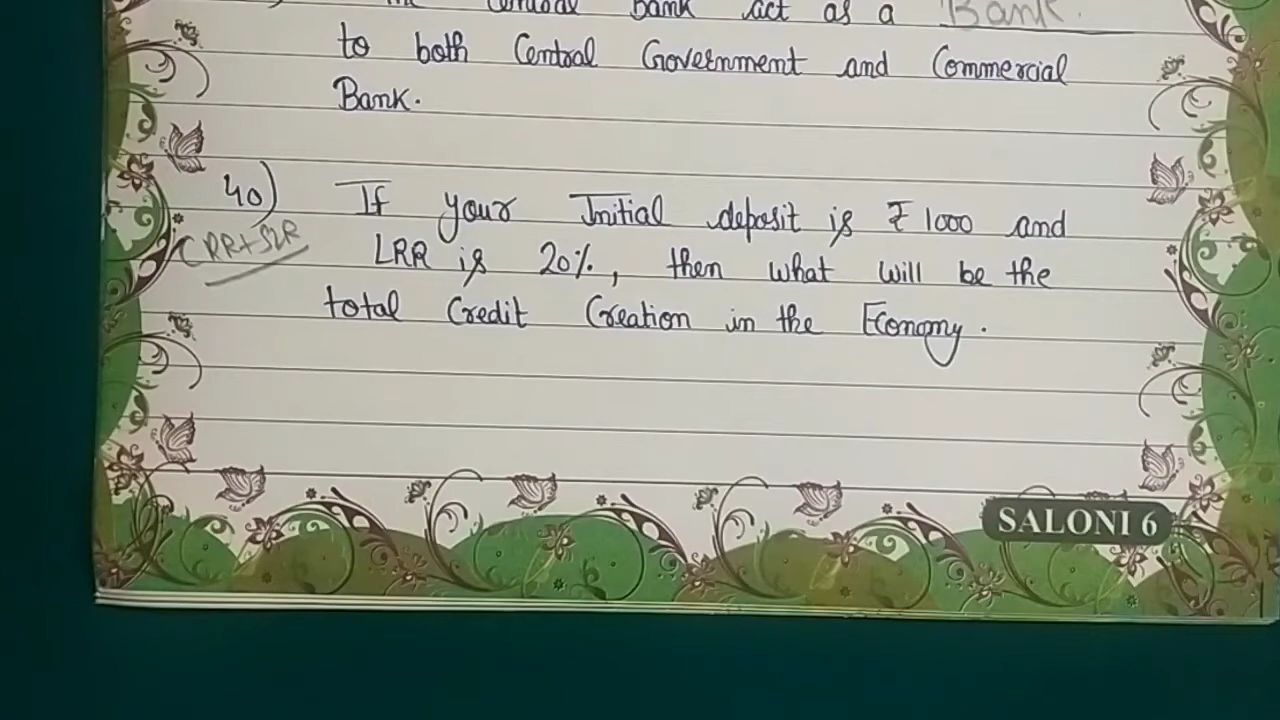 Central Bank act as a Bank.
to both Central Government and Commercial
Bank.
40) If your Initial deposit is ₹ 1000 and
CRR+SLR LRR is 20%, then what will be the
total Credit Creation in the Economy.
SALONI 6